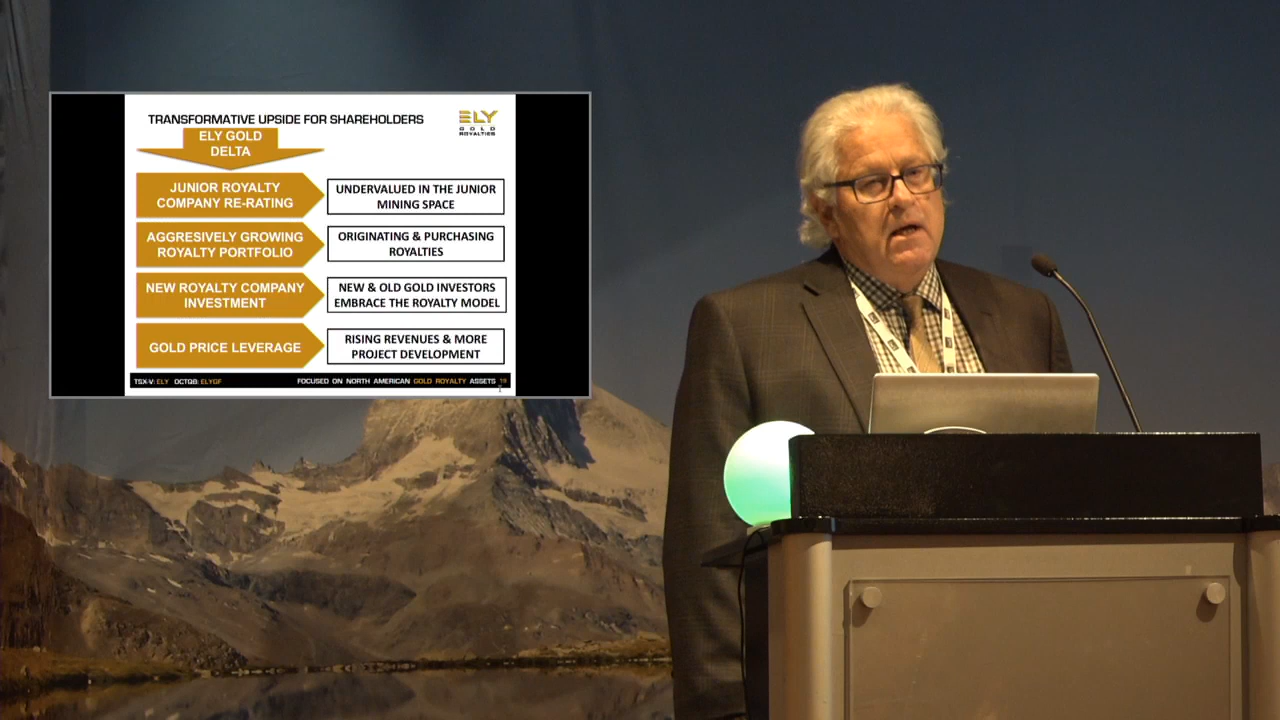 TRANSFORMATIVE UPSIDE FOR SHAREHOLDERS
ELY
GOLD
ROYALTIES
ELY GOLD
DELTA
JUNIOR ROYALTY
COMPANY RE-RATING
UNDERVALUED IN THE JUNIOR
MINING SPACE
AGGRESIVELY GROWING
ROYALTY PORTFOLIO
ORIGINATING & PURCHASING
ROYALTIES
NEW ROYALTY COMPANY
INVESTMENT
NEW & OLD GOLD INVESTORS
EMBRACE THE ROYALTY MODEL
GOLD PRICE LEVERAGE
RISING REVENUES & MORE
PROJECT DEVELOPMENT
TSX-V: ELY OCTQB: ELYGF FOCUSED ON NORTH AMERICAN GOLD ROYALTY ASSETS